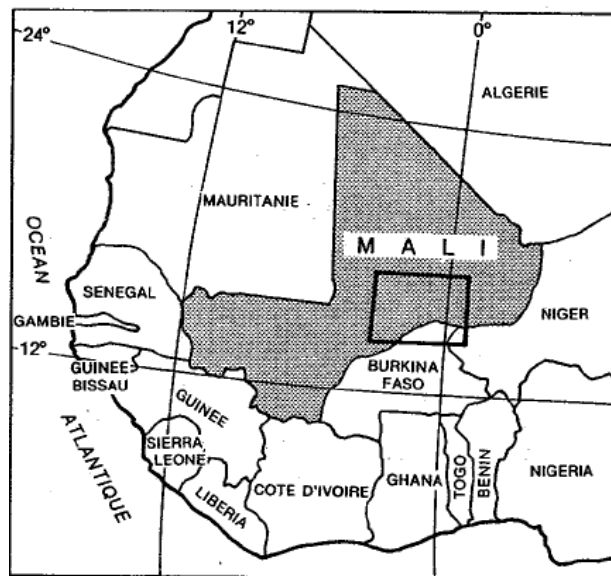 12°
0°
24°
ALGERIE
MAURITANIE
OCEAN
M A L I
SENEGAL
NIGER
GAMBIE
12°
GUINEE
BISSAU
BURKINA
FASO
GUINEE
SIERRA
LEONE
ATLANTIQUE
LIBERIA
COTE D'IVOIRE
GHANA
TOGO
BENIN
NIGERIA